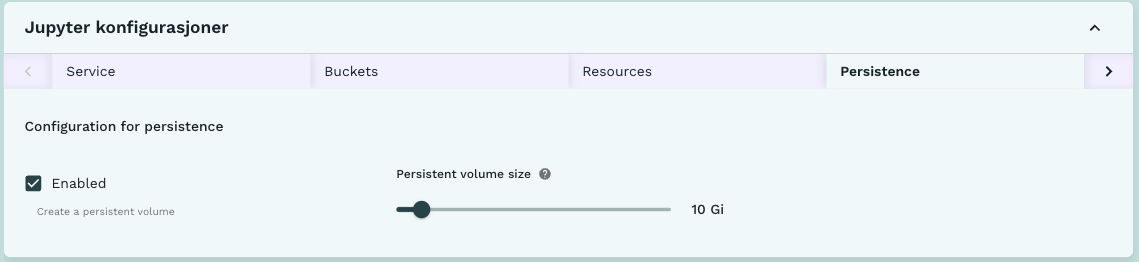 Jupyter konfigurasjoner
Service
Buckets
Resources
Persistence
Configuration for persistence
Enabled
Create a persistent volume
Persistent volume size
10 Gi